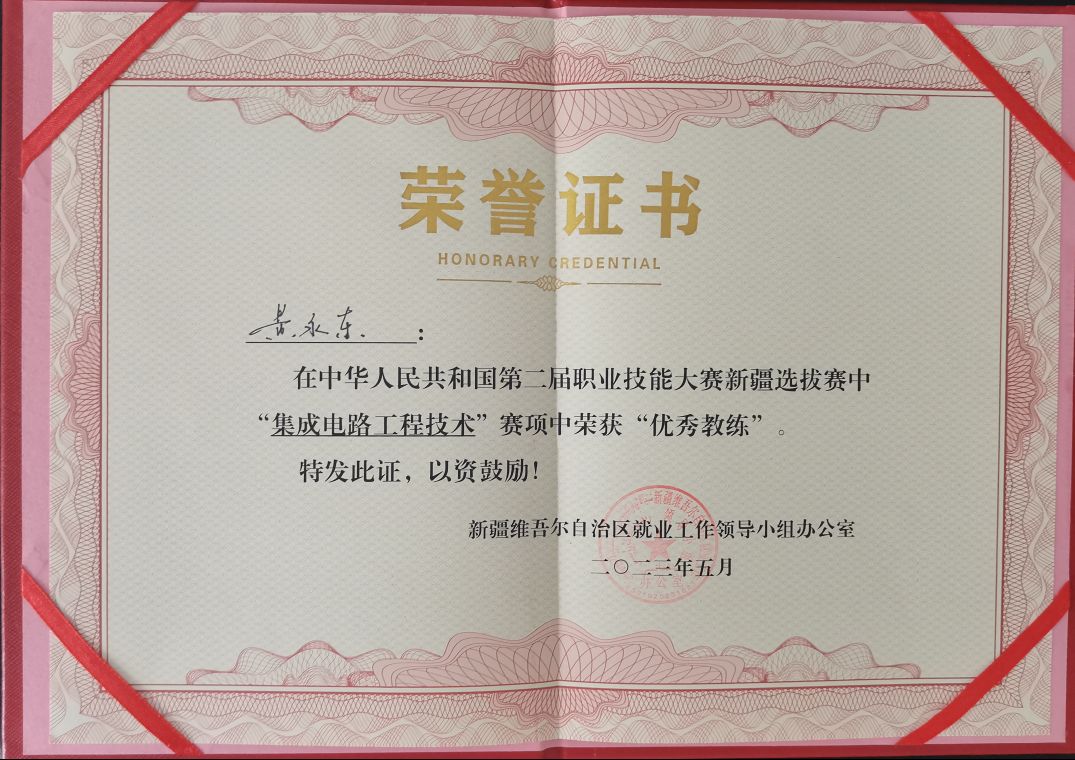 荣誉证书
HONORARY CREDENTIAL
黄永东：
在中华人民共和国第二届职业技能大赛新疆选拔赛中
“集成电路工程技术”赛项中荣获“优秀教练”。
特发此证，以资鼓励！
新疆维吾尔自治区就业工作领导小组办公室
二〇二三年五月
办公室